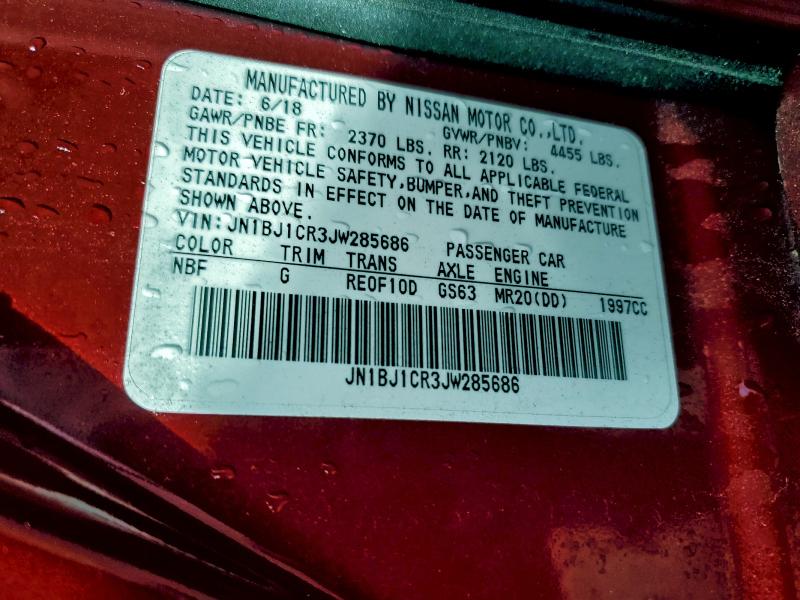 MANUFACTURED BY NISSAN MOTOR CO.,LTD.
DATE: 6/18 GVWR/PNBV: 4455 LBS.
GAWR/PNBE FR: 2370 LBS. RR: 2120 LBS.
THIS VEHICLE CONFORMS TO ALL APPLICABLE FEDERAL
MOTOR VEHICLE SAFETY,BUMPER,AND THEFT PREVENTION
STANDARDS IN EFFECT ON THE DATE OF MANUFACTURE
SHOWN ABOVE.
VIN:JN1BJ1CR3JW285686 PASSENGER CAR
COLOR TRIM TRANS AXLE ENGINE
NBF G RE0F10D GS63 MR20(DD) 1997CC
JN1BJ1CR3JW285686